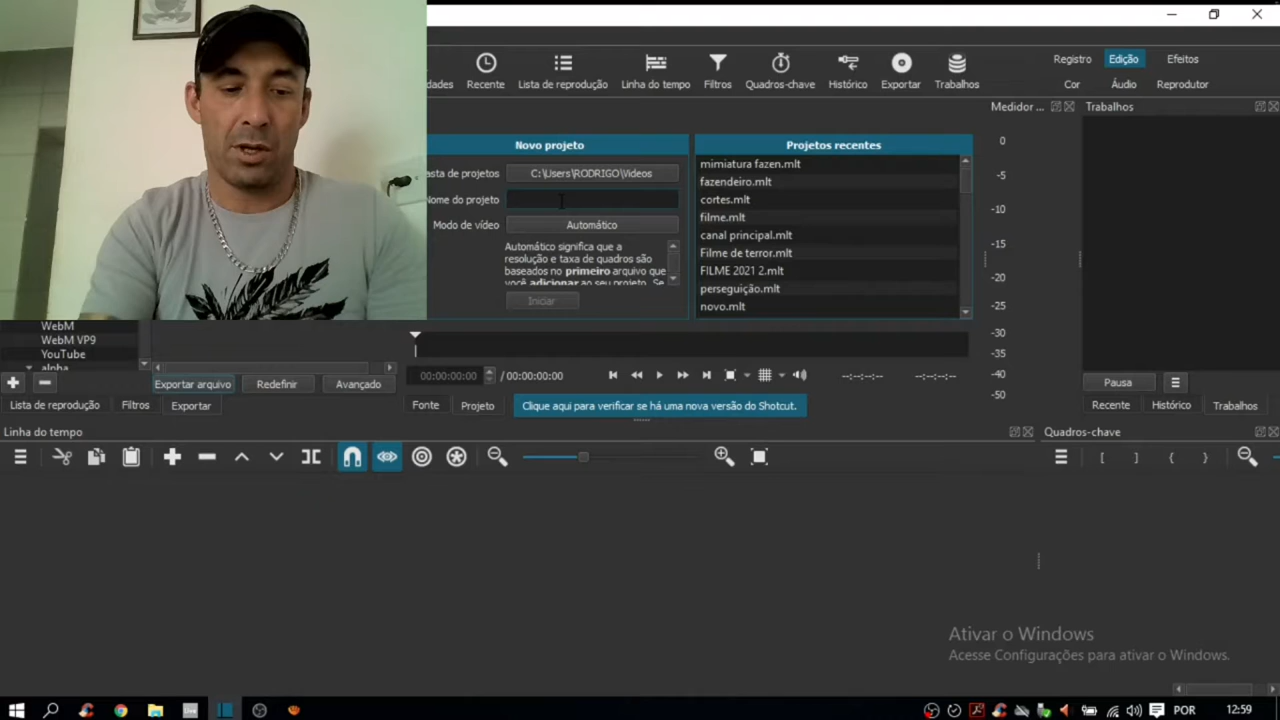 Registro
Edição
Efeitos
dades
Recente
Lista de reprodução
Linha do tempo
Filtros
Quadros-chave
Histórico
Exportar
Trabalhos
Cor
Áudio
Reprodutor
Medidor ...
Trabalhos
Novo projeto
asta de projetos
C:\Users\RODRIGO\Videos
Nome do projeto
Modo de vídeo
Automático
Automático significa que a
resolução e taxa de quadros são
baseados no primeiro arquivo que
você adicionar ao seu projeto. Se
Iniciar
Projetos recentes
mimiatura fazen.mlt
fazendeiro.mlt
cortes.mlt
filme.mlt
canal principal.mlt
Filme de terror.mlt
FILME 2021 2.mlt
perseguição.mlt
novo.mlt
0
-5
-10
-15
-20
-25
-30
-35
-40
-50
WebM
WebM VP9
YouTube
alpha
Exportar arquivo
Redefinir
Avançado
Lista de reprodução
Filtros
Exportar
00:00:00:00
/ 00:00:00:00
--:--:--:--
--:--:--:--
Fonte
Projeto
Clique aqui para verificar se há uma nova versão do Shotcut.
Pausa
Recente
Histórico
Trabalhos
Linha do tempo
Quadros-chave
Ativar o Windows
Acesse Configurações para ativar o Windows.
POR
12:59